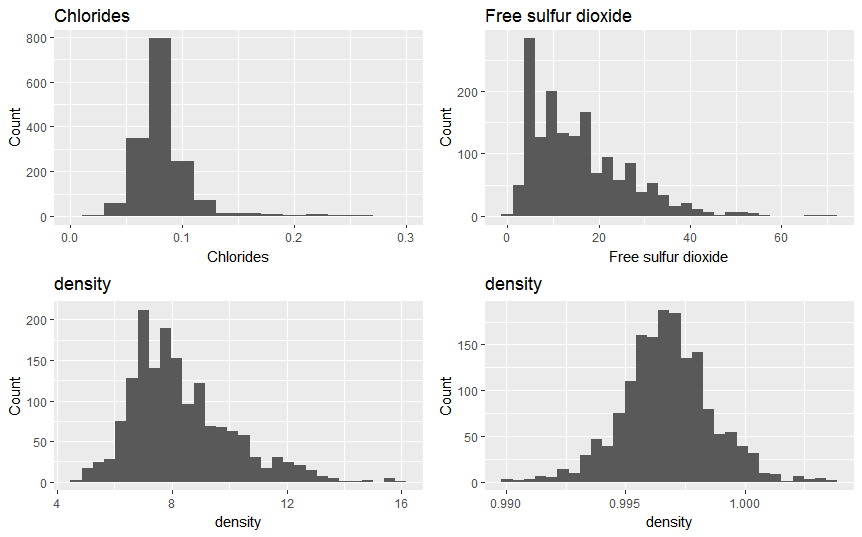 Chlorides
800
600
400
200
0
Count
0.0 0.1 0.2 0.3
Chlorides
Free sulfur dioxide
200
100
0
Count
0 20 40 60
Free sulfur dioxide
density
200
150
100
50
0
Count
4 8 12 16
density
density
150
100
50
0
Count
0.990 0.995 1.000
density